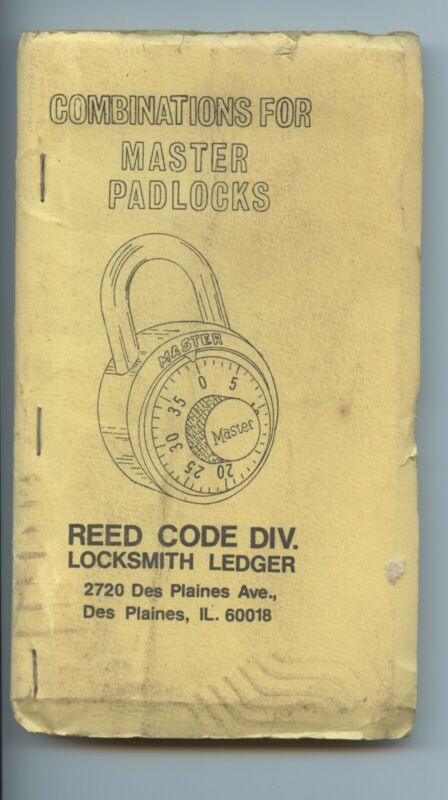 COMBINATIONS FOR
MASTER
PADLOCKS
MASTER
0
5
35
30
25
20
Master
REED CODE DIV.
LOCKSMITH LEDGER
2720 Des Plaines Ave.,
Des Plaines, IL. 60018